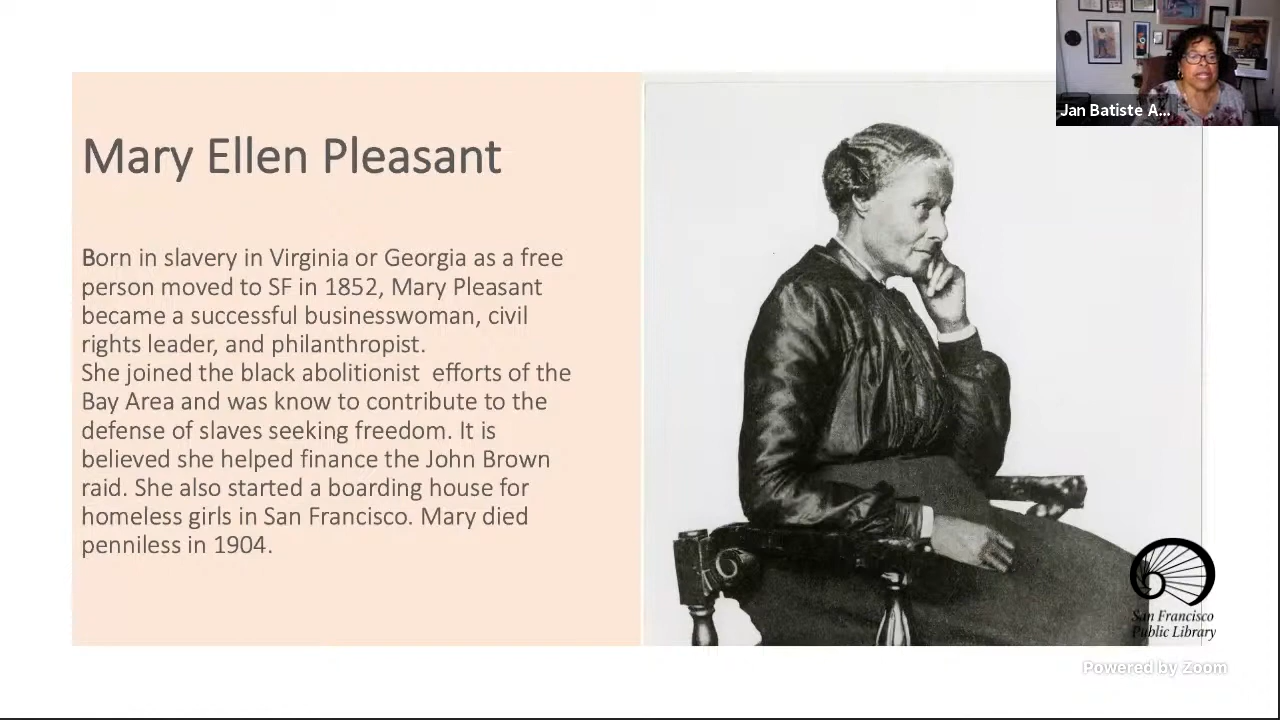 Jan Batiste A...
Mary Ellen Pleasant
Born in slavery in Virginia or Georgia as a free
person moved to SF in 1852, Mary Pleasant
became a successful businesswoman, civil
rights leader, and philanthropist.
She joined the black abolitionist  efforts of the
Bay Area and was know to contribute to the
defense of slaves seeking freedom. It is
believed she helped finance the John Brown
raid. She also started a boarding house for
homeless girls in San Francisco. Mary died
penniless in 1904.
San Francisco
Public Library
Powered by Zoom